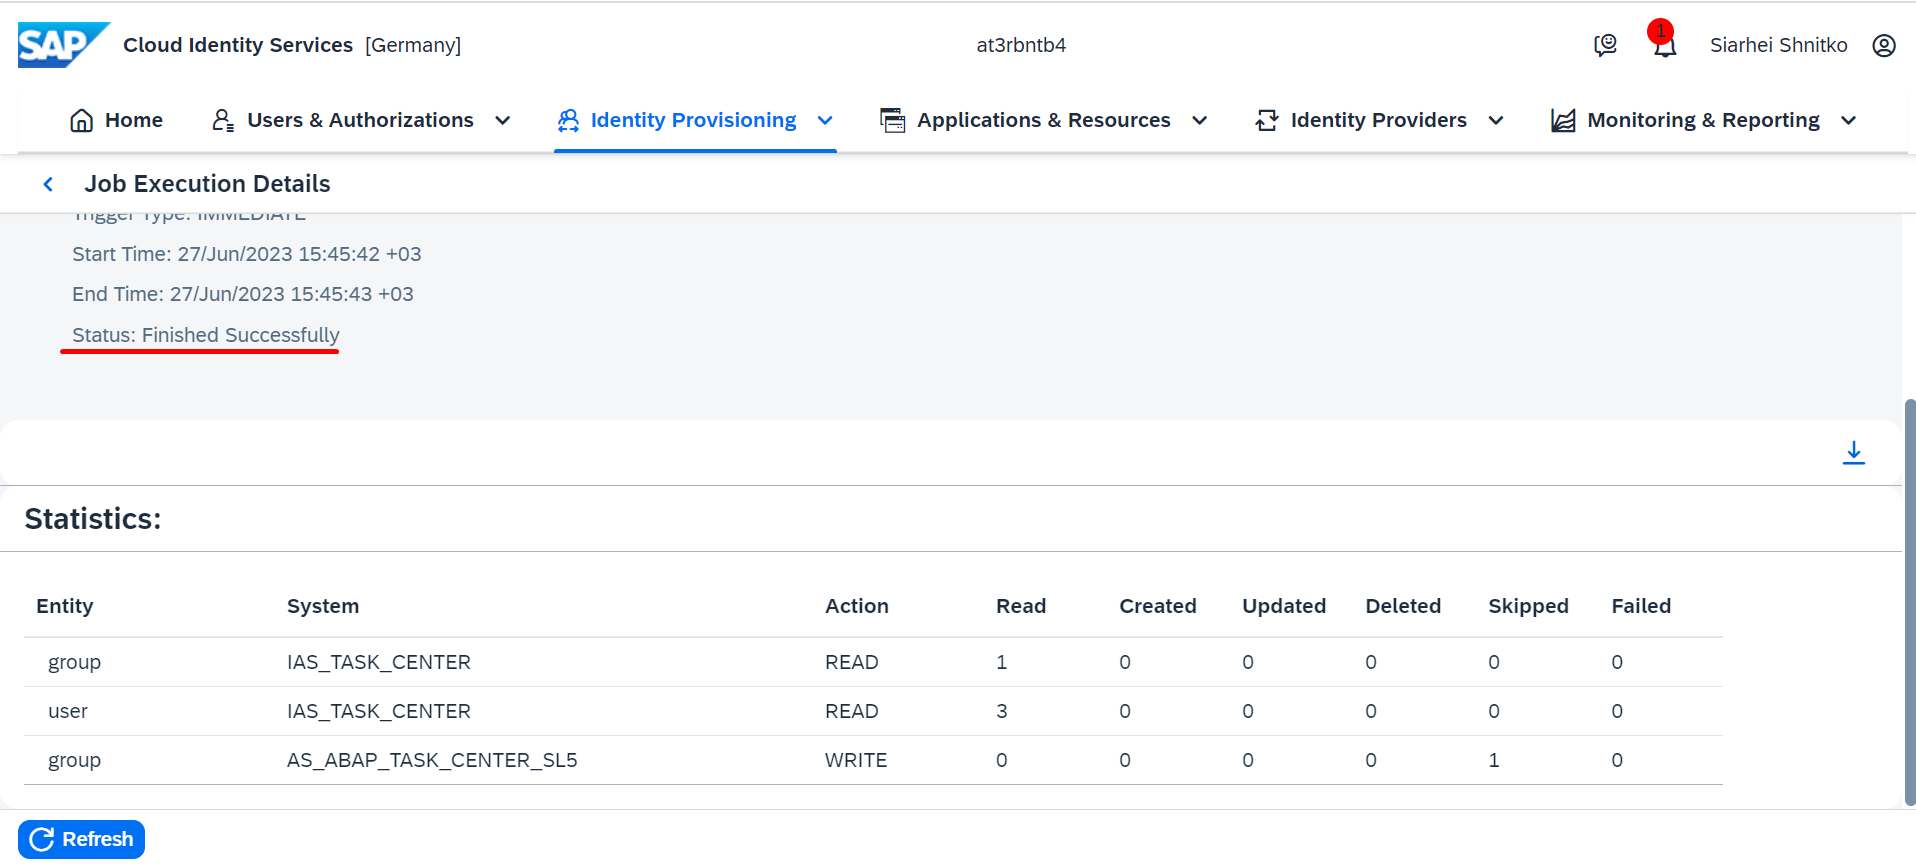 SAP Cloud Identity Services [Germany] at3rbntb4 1 Siarhei Shnitko
Home Users & Authorizations Identity Provisioning Applications & Resources Identity Providers Monitoring & Reporting
Job Execution Details
Trigger Type: IMMEDIATE
Start Time: 27/Jun/2023 15:45:42 +03
End Time: 27/Jun/2023 15:45:43 +03
Status: Finished Successfully
Statistics:
Entity System Action Read Created Updated Deleted Skipped Failed
group IAS_TASK_CENTER READ 1 0 0 0 0 0
user IAS_TASK_CENTER READ 3 0 0 0 0 0
group AS_ABAP_TASK_CENTER_SL5 WRITE 0 0 0 0 1 0
Refresh